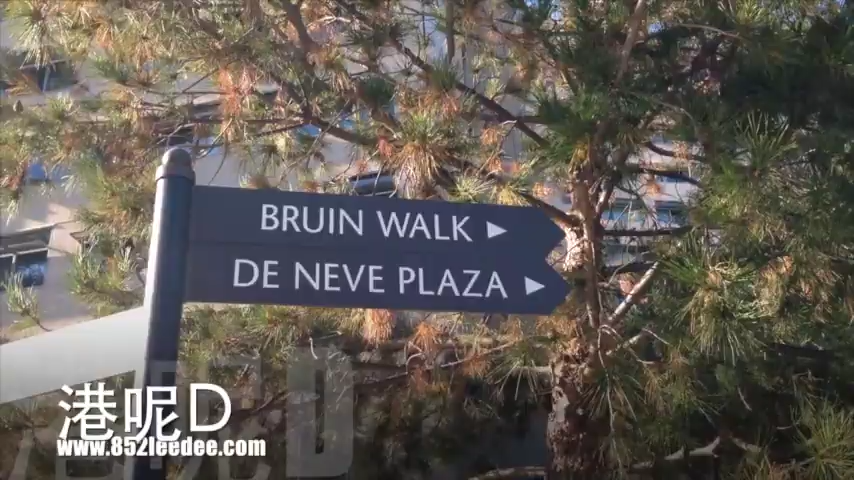 BRUIN WALK ▶
DE NEVE PLAZA ▶
港呢D
www.852leedee.com